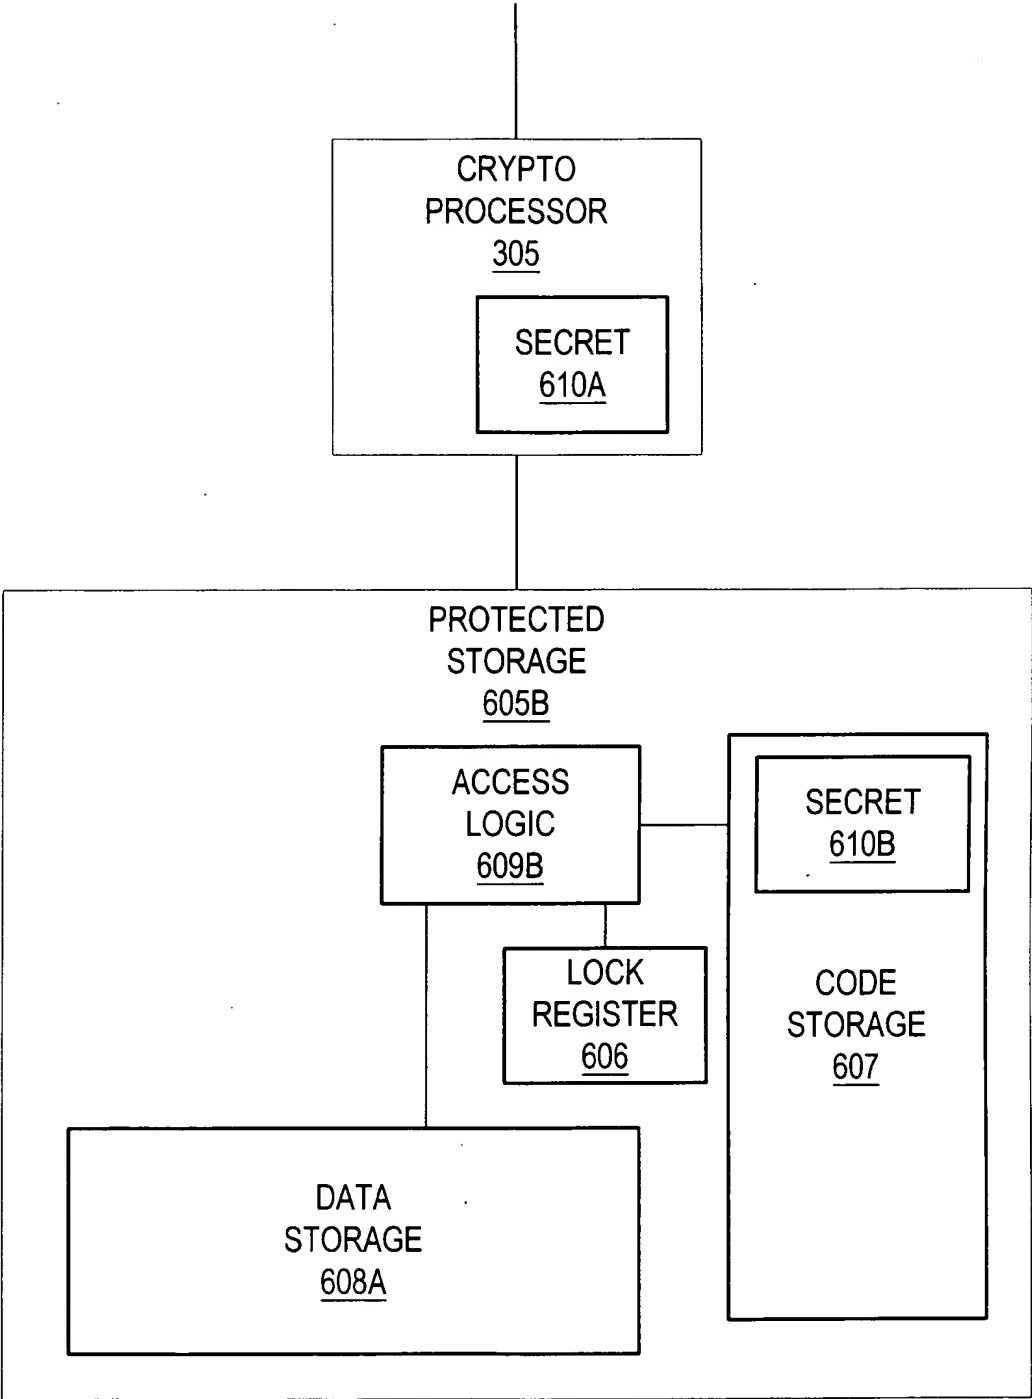 CRYPTO
PROCESSOR
305
SECRET
610A
PROTECTED
STORAGE
605B
ACCESS
LOGIC
609B
SECRET
610B
LOCK
REGISTER
606
CODE
STORAGE
607
DATA
STORAGE
608A